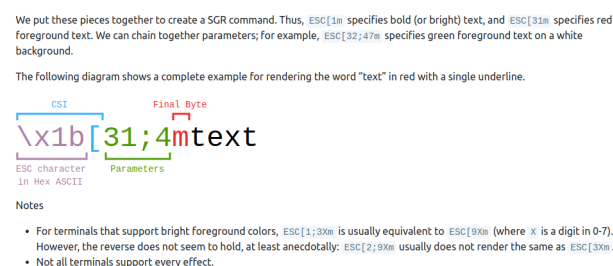 We put these pieces together to create a SGR command. Thus, ESC[1m specifies bold (or bright) text, and ESC[31m specifies red
foreground text. We can chain together parameters; for example, ESC[32;47m specifies green foreground text on a white
background.
The following diagram shows a complete example for rendering the word “text” in red with a single underline.
CSI Final Byte
\x1b[31;4mtext
ESC character Parameters
in Hex ASCII
Notes
• For terminals that support bright foreground colors, ESC[1;3Xm is usually equivalent to ESC[9Xm (where X is a digit in 0-7).
However, the reverse does not seem to hold, at least anecdotally: ESC[2;9Xm usually does not render the same as ESC[3Xm.
• Not all terminals support every effect.